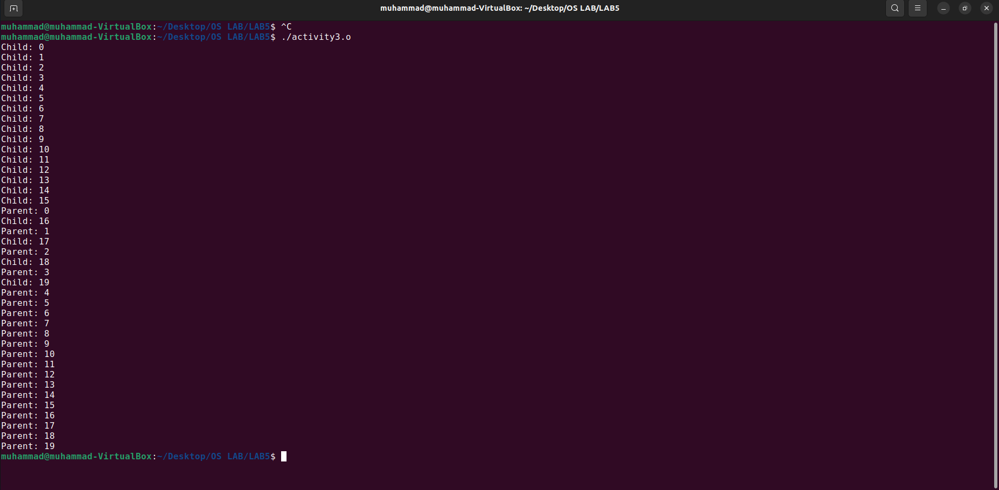 muhammad@muhammad-VirtualBox: ~/Desktop/OS LAB/LAB5
muhammad@muhammad-VirtualBox:~/Desktop/OS LAB/LAB5$ ^C
muhammad@muhammad-VirtualBox:~/Desktop/OS LAB/LAB5$ ./activity3.o
Child: 0
Child: 1
Child: 2
Child: 3
Child: 4
Child: 5
Child: 6
Child: 7
Child: 8
Child: 9
Child: 10
Child: 11
Child: 12
Child: 13
Child: 14
Child: 15
Parent: 0
Child: 16
Parent: 1
Child: 17
Parent: 2
Child: 18
Parent: 3
Child: 19
Parent: 4
Parent: 5
Parent: 6
Parent: 7
Parent: 8
Parent: 9
Parent: 10
Parent: 11
Parent: 12
Parent: 13
Parent: 14
Parent: 15
Parent: 16
Parent: 17
Parent: 18
Parent: 19
muhammad@muhammad-VirtualBox:~/Desktop/OS LAB/LAB5$